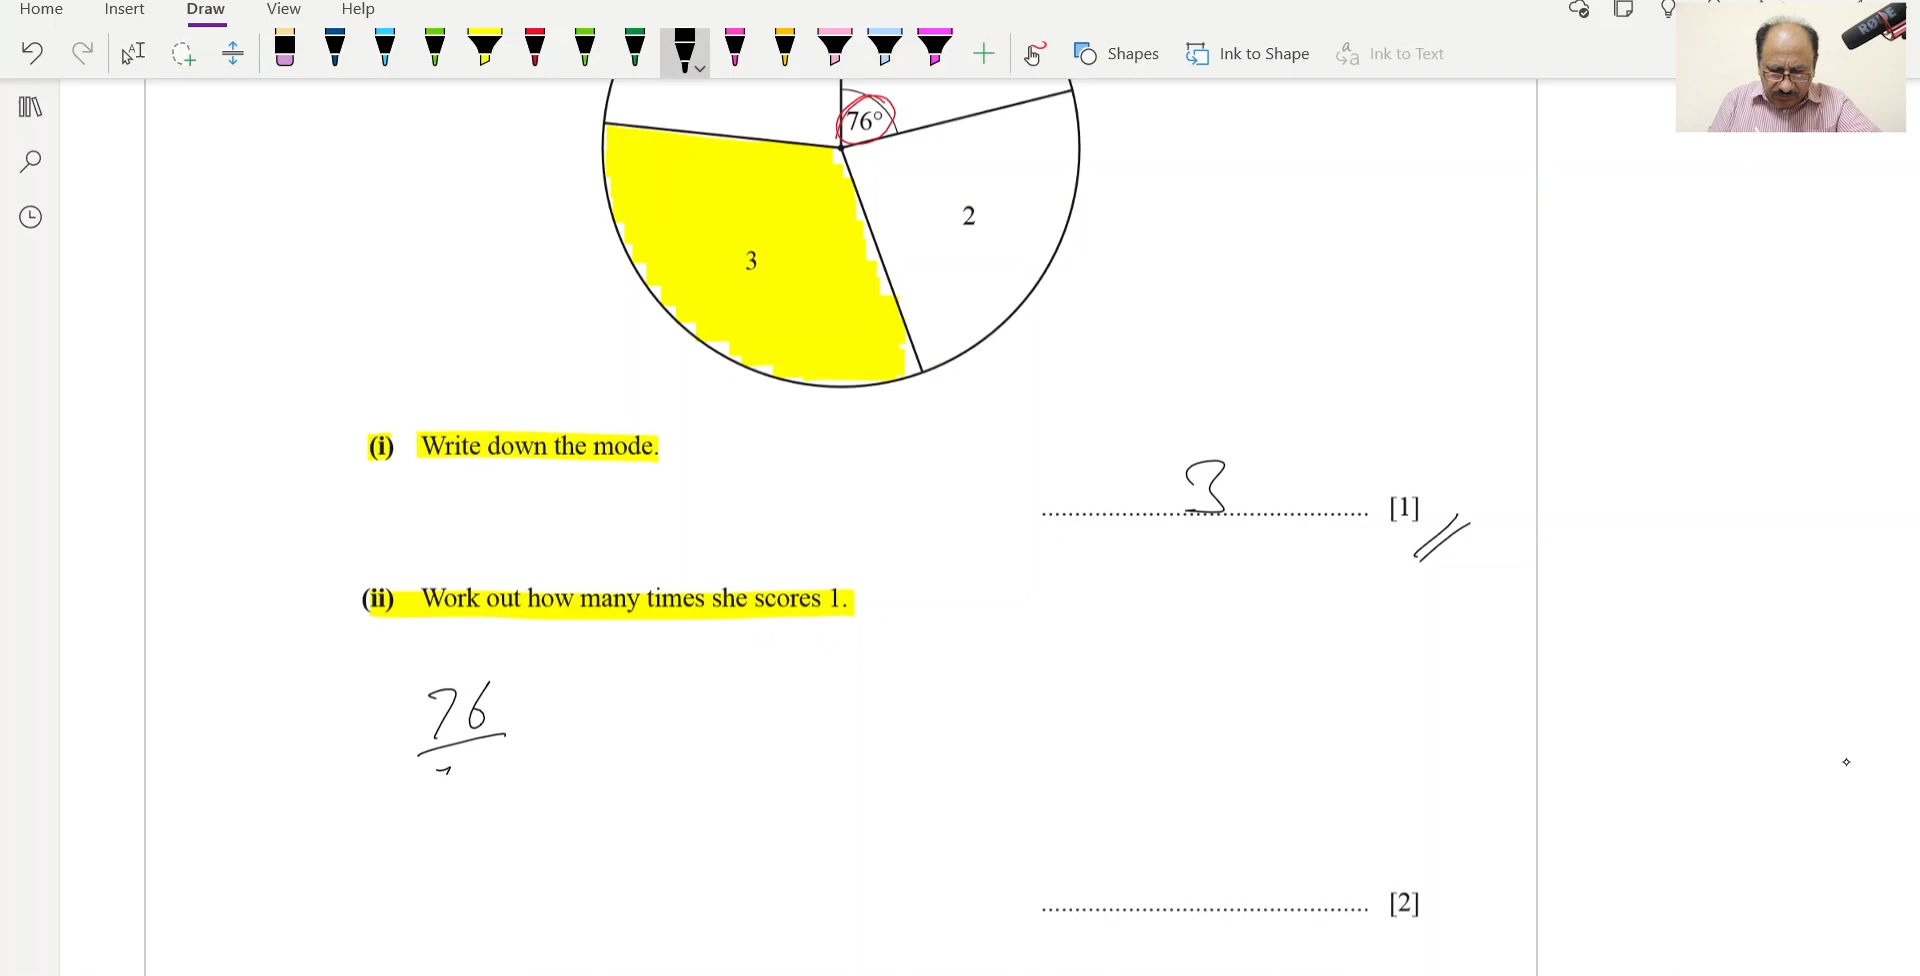 Home Insert Draw View Help
Shapes Ink to Shape Ink to Text
RØDE
76°
2
3
(i) Write down the mode.
3
[1]
(ii) Work out how many times she scores 1.
76
[2]